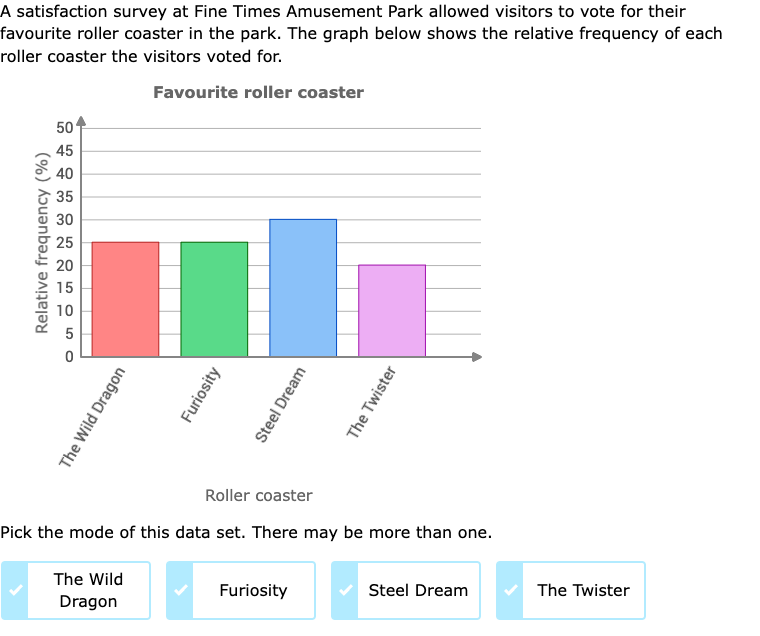 A satisfaction survey at Fine Times Amusement Park allowed visitors to vote for their
favourite roller coaster in the park. The graph below shows the relative frequency of each
roller coaster the visitors voted for.
Favourite roller coaster
Relative frequency (%)
50
45
40
35
30
25
20
15
10
5
0
The Wild Dragon
Furiosity
Steel Dream
The Twister
Roller coaster
Pick the mode of this data set. There may be more than one.
The Wild
Dragon
Furiosity
Steel Dream
The Twister